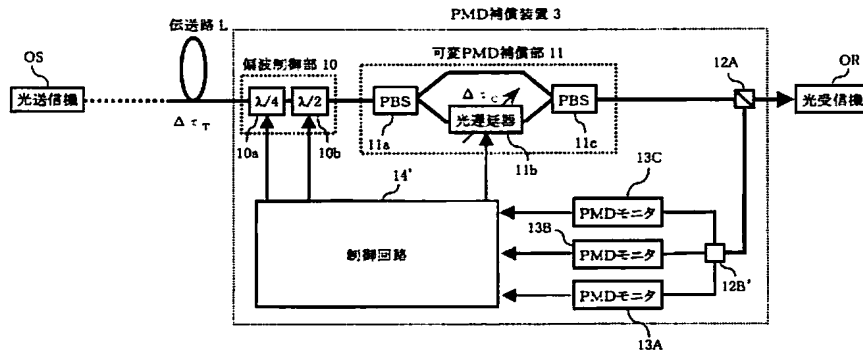 PMD補償装置 3
伝送路 L
可変PMD補償部 11
偏波制御部 10
OS
光送信機
λ/4
λ/2
PBS
Δτc
光遅延器
PBS
12A
OR
光受信機
ΔτT
10a
10b
11a
11b
11c
14'
制御回路
13C
PMDモニタ
13B
PMDモニタ
12B'
PMDモニタ
13A